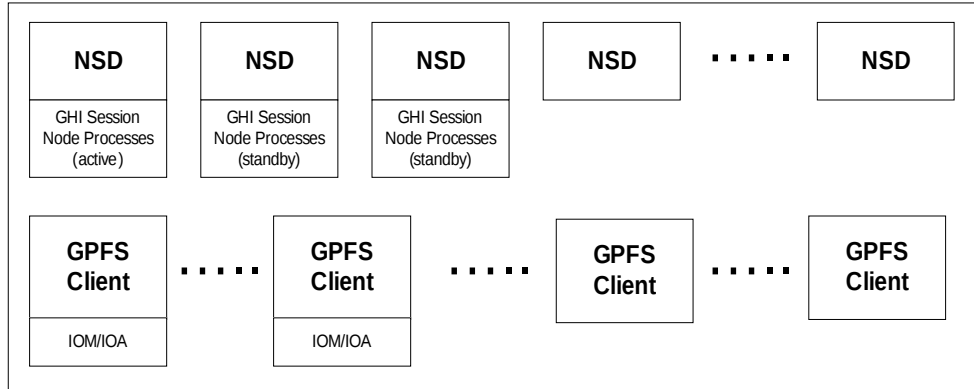 NSD
GHI Session
Node Processes
(active)
NSD
GHI Session
Node Processes
(standby)
NSD
GHI Session
Node Processes
(standby)
NSD
NSD
GPFS
Client
IOM/IOA
GPFS
Client
IOM/IOA
GPFS
Client
GPFS
Client